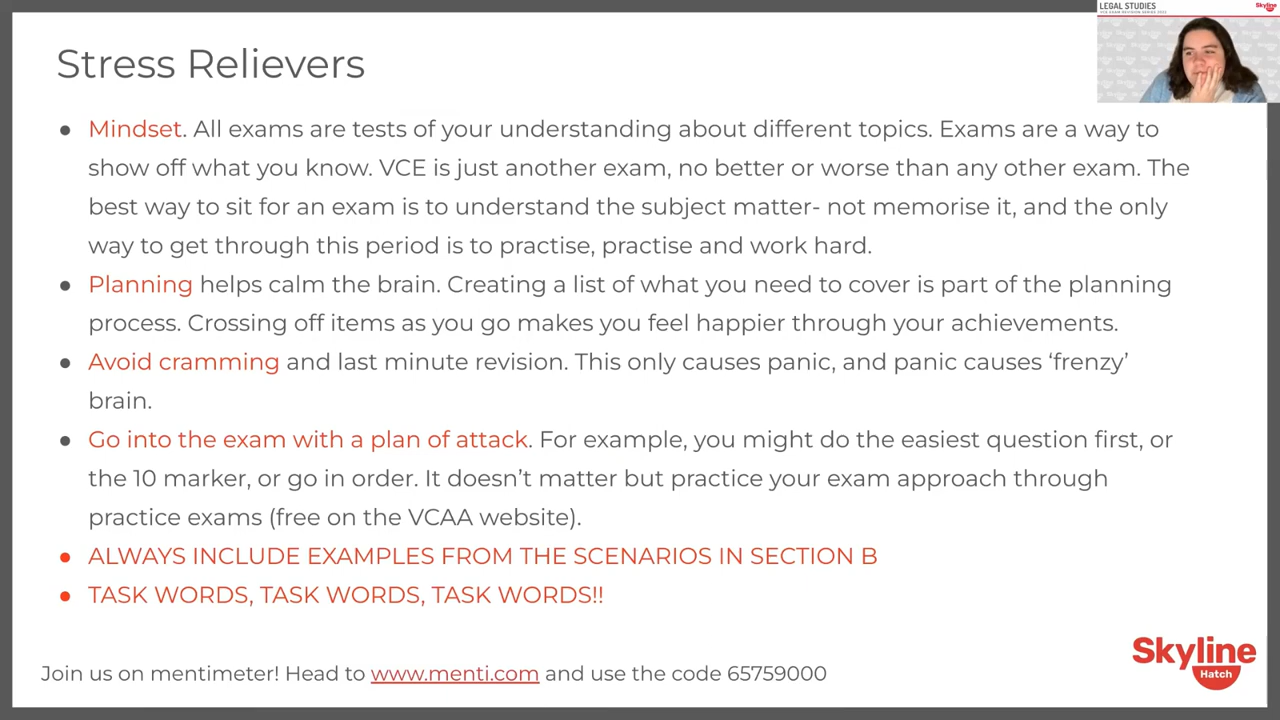 LEGAL STUDIES
Skyline
Hatch
Stress Relievers
● Mindset. All exams are tests of your understanding about different topics. Exams are a way to
show off what you know. VCE is just another exam, no better or worse than any other exam. The
best way to sit for an exam is to understand the subject matter- not memorise it, and the only
way to get through this period is to practise, practise and work hard.
● Planning helps calm the brain. Creating a list of what you need to cover is part of the planning
process. Crossing off items as you go makes you feel happier through your achievements.
● Avoid cramming and last minute revision. This only causes panic, and panic causes ‘frenzy’
brain.
● Go into the exam with a plan of attack. For example, you might do the easiest question first, or
the 10 marker, or go in order. It doesn’t matter but practice your exam approach through
practice exams (free on the VCAA website).
● ALWAYS INCLUDE EXAMPLES FROM THE SCENARIOS IN SECTION B
● TASK WORDS, TASK WORDS, TASK WORDS!!
Join us on mentimeter! Head to www.menti.com and use the code 65759000
Skyline
Hatch